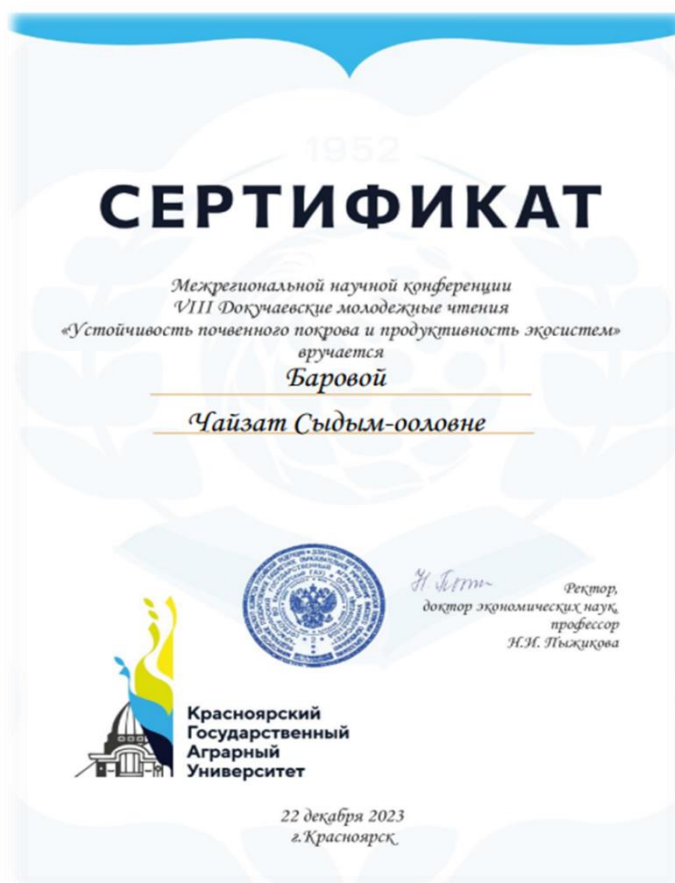 1952
СЕРТИФИКАТ
Межрегиональной научной конференции
VIII Докучаевские молодежные чтения
«Устойчивость почвенного покрова и продуктивность экосистем»
вручается
Баровой
Чайзат Сыдым-ооловне
Ректор,
доктор экономических наук,
профессор
Н.И. Пыжикова
Красноярский
Государственный
Аграрный
Университет
22 декабря 2023
г.Красноярск